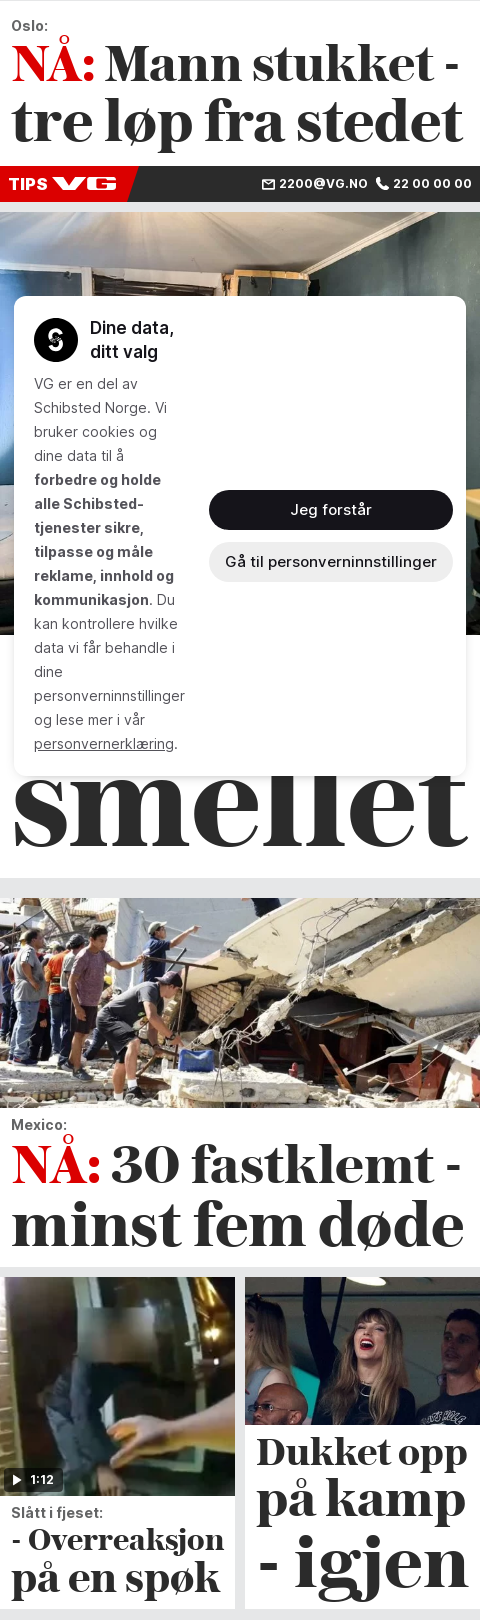 Oslo:
NÅ: Mann stukket -
tre løp fra stedet
TIPS VG
2200@VG.NO 22 00 00 00
Dine data,
ditt valg
VG er en del av
Schibsted Norge. Vi
bruker cookies og
dine data til å
forbedre og holde
alle Schibsted-
tjenester sikre,
tilpasse og måle
reklame, innhold og
kommunikasjon. Du
kan kontrollere hvilke
data vi får behandle i
dine
personverninnstillinger
og lese mer i vår
personvernerklæring.
Jeg forstår
Gå til personverninnstillinger
smellet
Mexico:
NÅ: 30 fastklemt -
minst fem døde
1:12
Slått i fjeset:
- Overreaksjon
på en spøk
Dukket opp
på kamp
- igjen